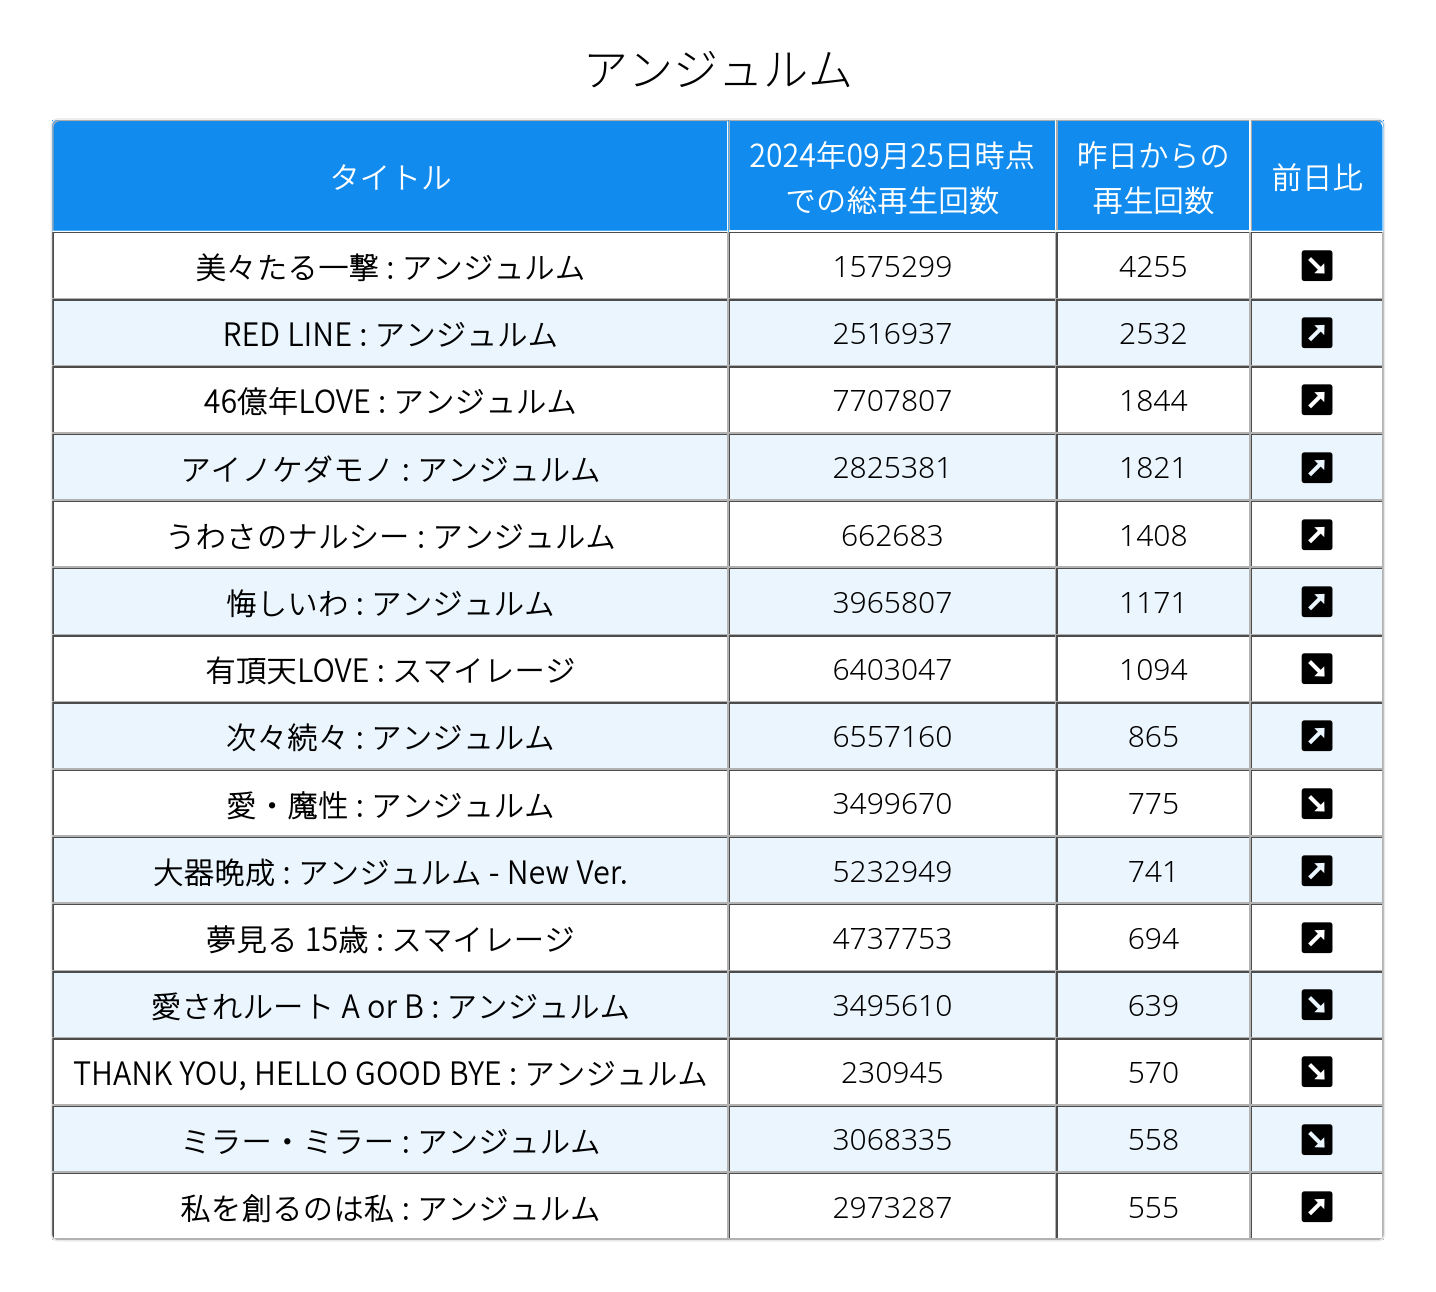 アンジュルム
タイトル 2024年09月25日時点での総再生回数 昨日からの再生回数 前日比
美々たる一撃 : アンジュルム 1575299 4255 ↘
RED LINE : アンジュルム 2516937 2532 ↗
46億年LOVE : アンジュルム 7707807 1844 ↗
アイノケダモノ : アンジュルム 2825381 1821 ↗
うわさのナルシー : アンジュルム 662683 1408 ↗
悔しいわ : アンジュルム 3965807 1171 ↗
有頂天LOVE : スマイレージ 6403047 1094 ↘
次々続々 : アンジュルム 6557160 865 ↗
愛・魔性 : アンジュルム 3499670 775 ↘
大器晩成 : アンジュルム - New Ver. 5232949 741 ↗
夢見る 15歳 : スマイレージ 4737753 694 ↗
愛されルート A or B : アンジュルム 3495610 639 ↘
THANK YOU, HELLO GOOD BYE : アンジュルム 230945 570 ↘
ミラー・ミラー : アンジュルム 3068335 558 ↘
私を創るのは私 : アンジュルム 2973287 555 ↗